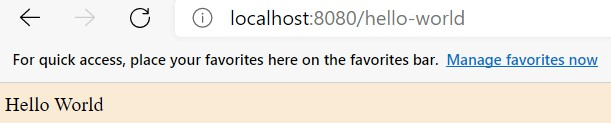 localhost:8080/hello-world
For quick access, place your favorites here on the favorites bar. Manage favorites now
Hello World